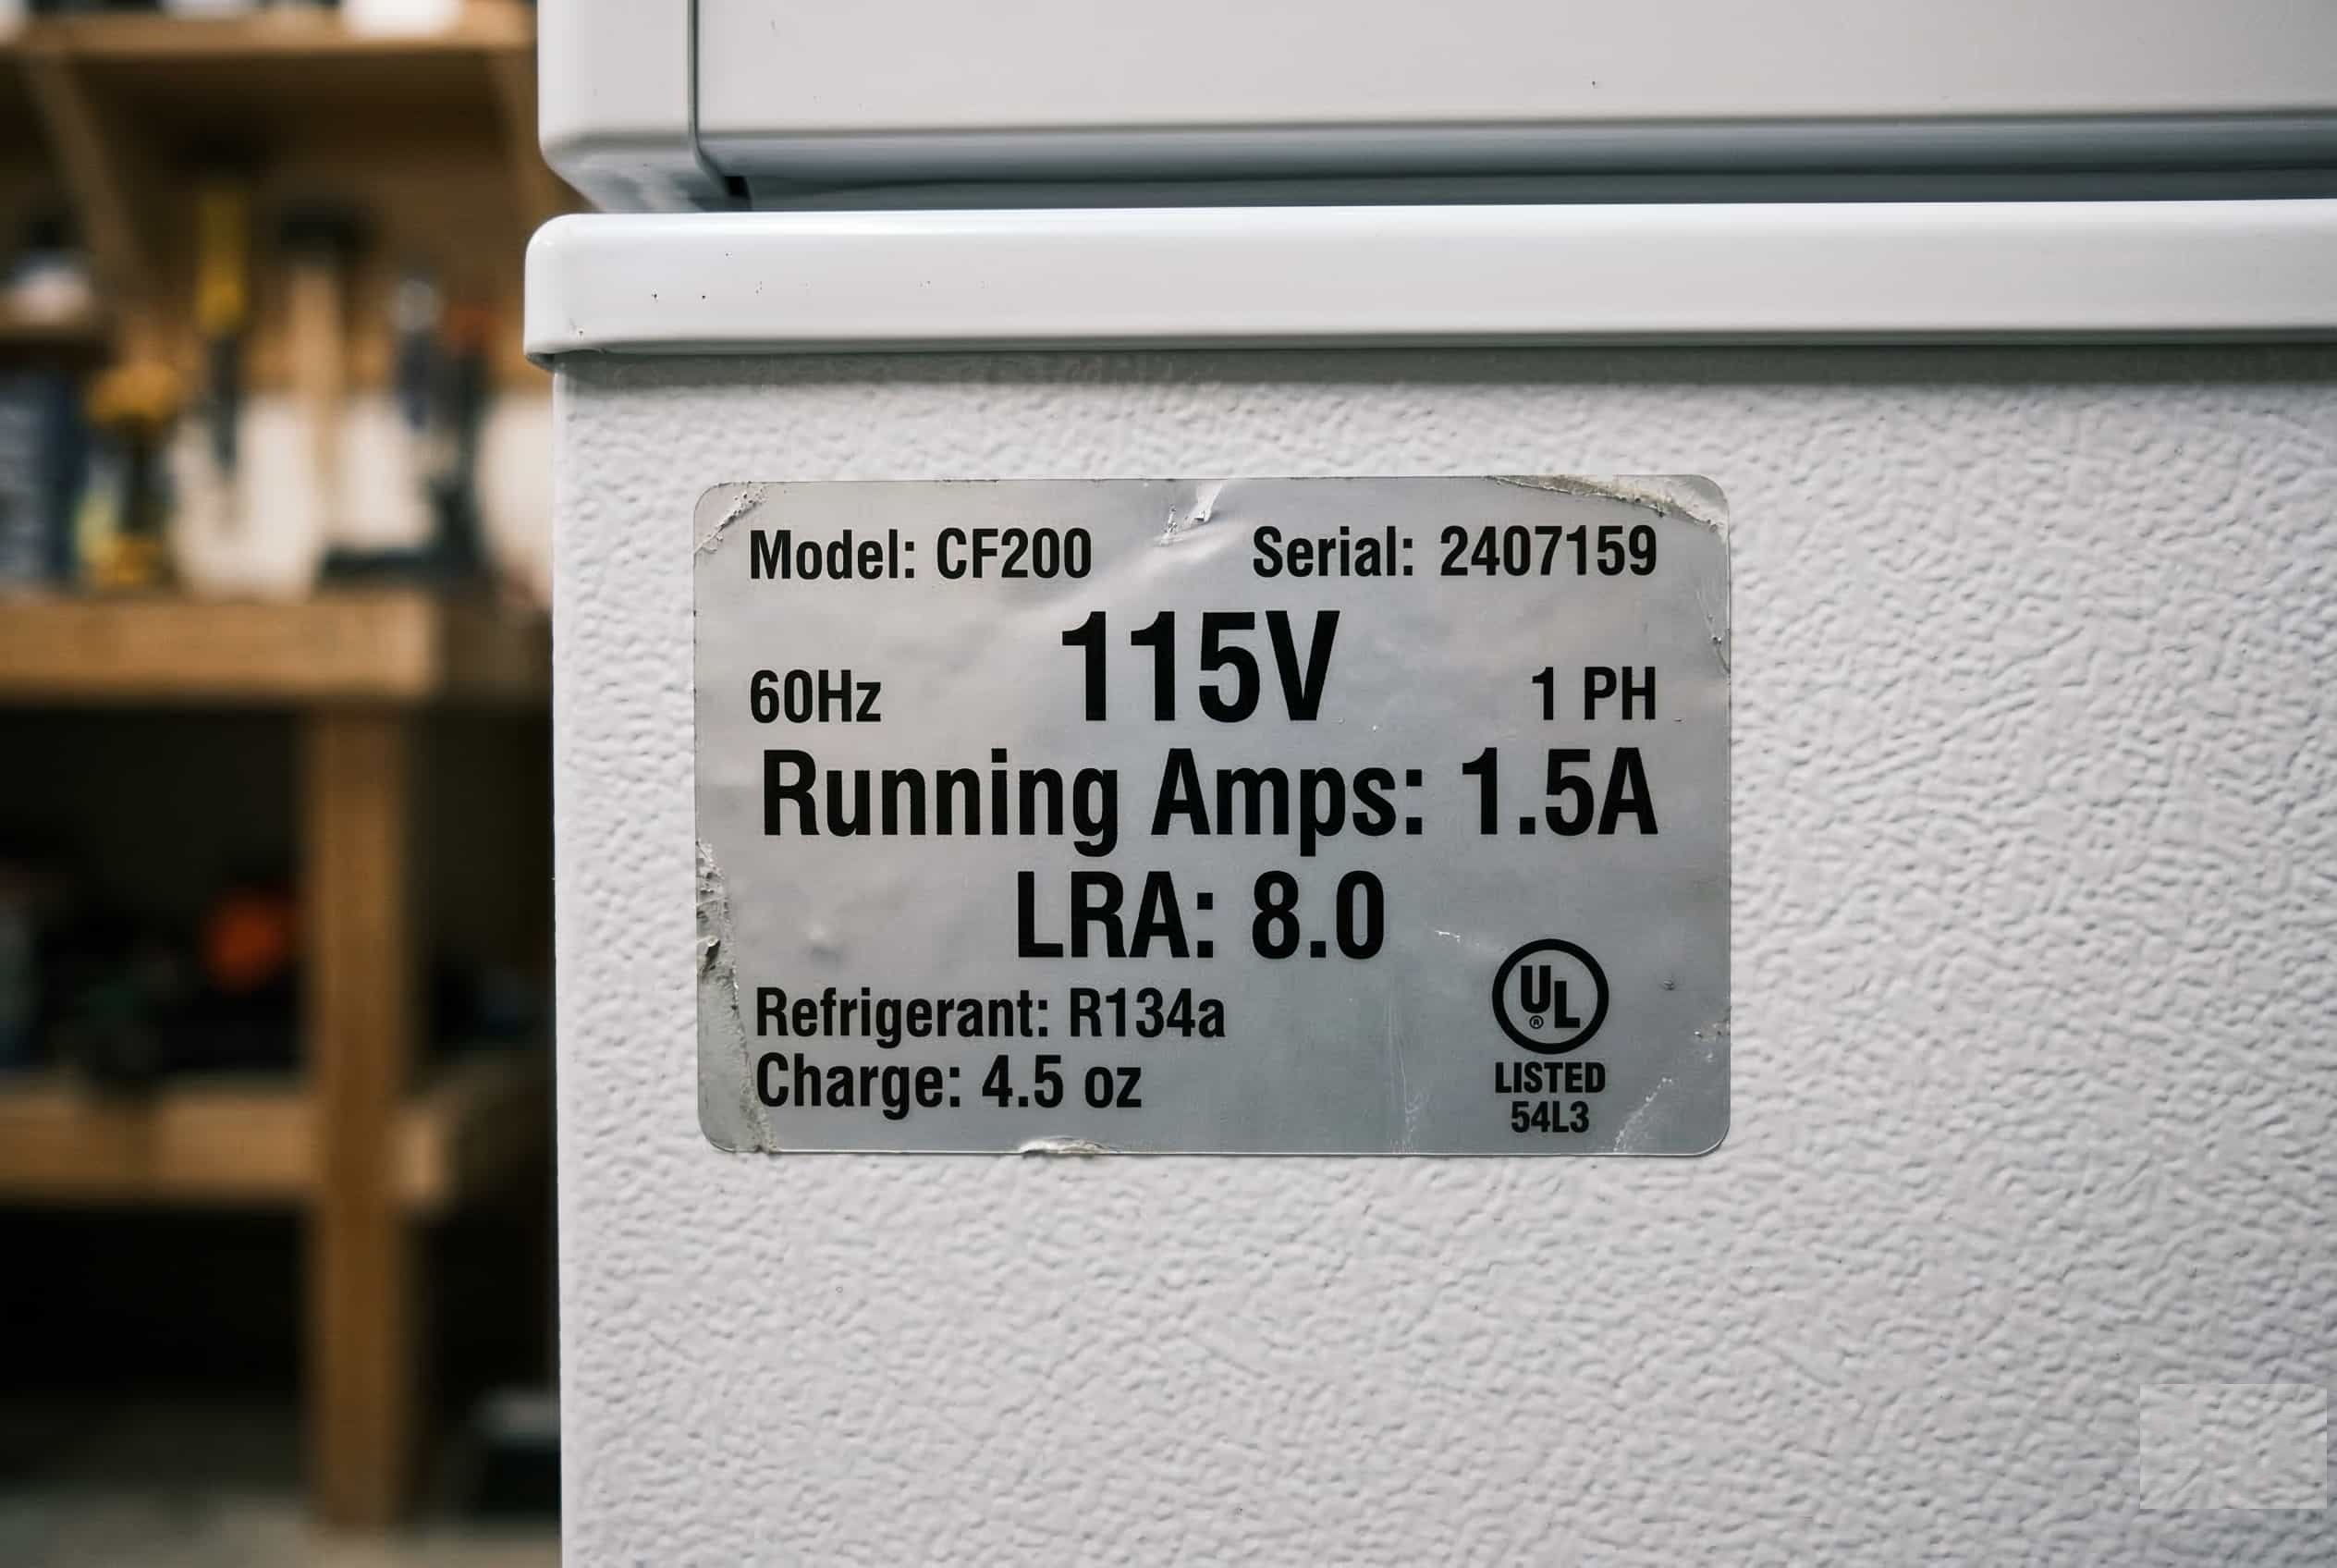 Model: CF200 Serial: 2407159
115V
60Hz 1 PH
Running Amps: 1.5A
LRA: 8.0
Refrigerant: R134a
Charge: 4.5 oz
UL®
LISTED
54L3